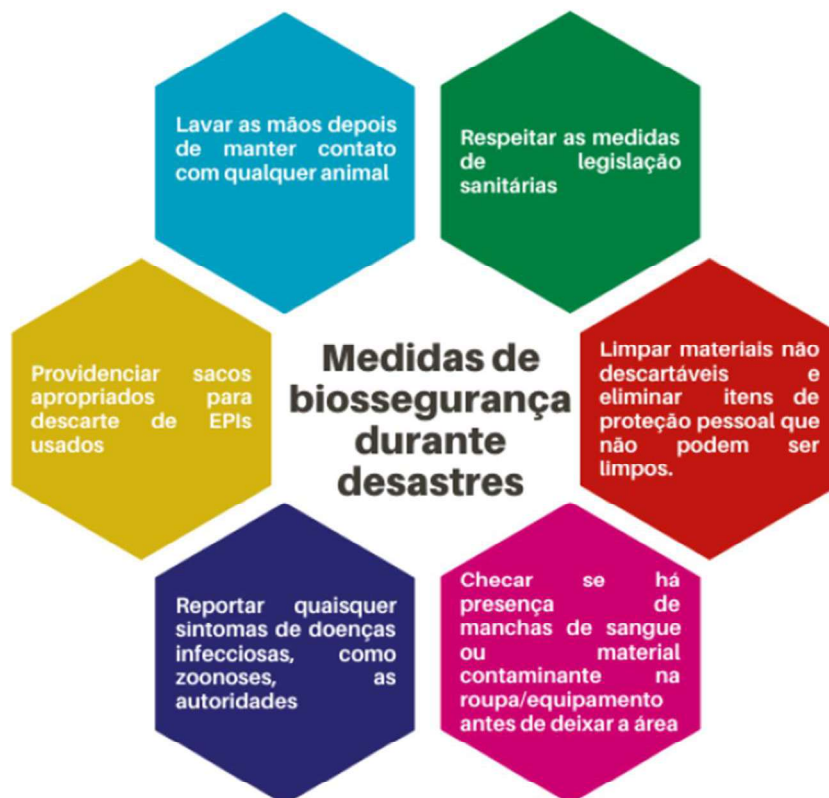 Lavar as mãos depois
de manter contato
com qualquer animal
Respeitar as medidas
de legislação
sanitárias
Providenciar sacos
apropriados para
descarte de EPIs
usados
Medidas de
biossegurança
durante
desastres
Limpar materiais não
descartáveis e
eliminar itens de
proteção pessoal que
não podem ser
limpos.
Reportar quaisquer
sintomas de doenças
infecciosas, como
zoonoses, as
autoridades
Checar se há
presença de
manchas de sangue
ou material
contaminante na
roupa/equipamento
antes de deixar a área